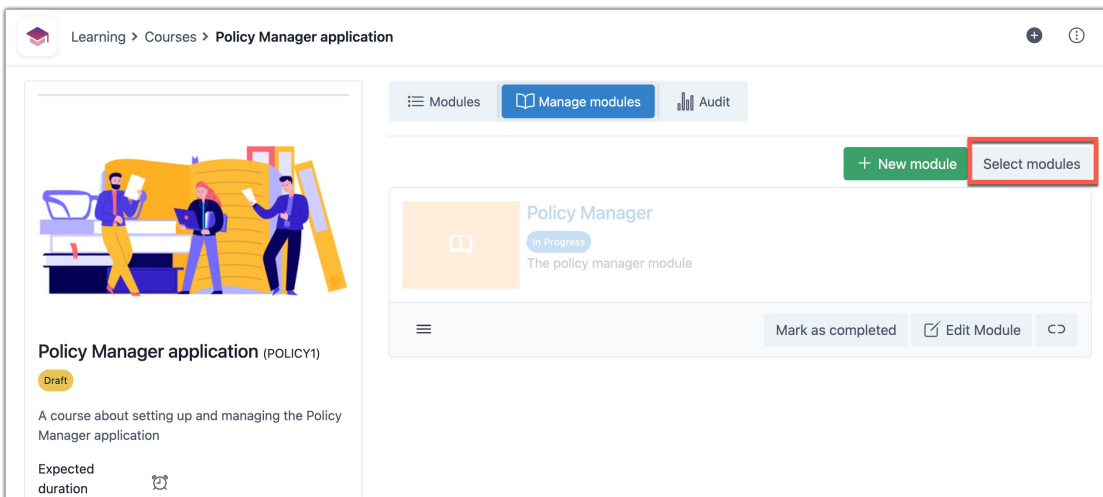 Learning > Courses > Policy Manager application
Modules
Manage modules
Audit
+ New module
Select modules
Policy Manager
In Progress
The policy manager module
Mark as completed
Edit Module
Policy Manager application (POLICY1)
Draft
A course about setting up and managing the Policy
Manager application
Expected
duration